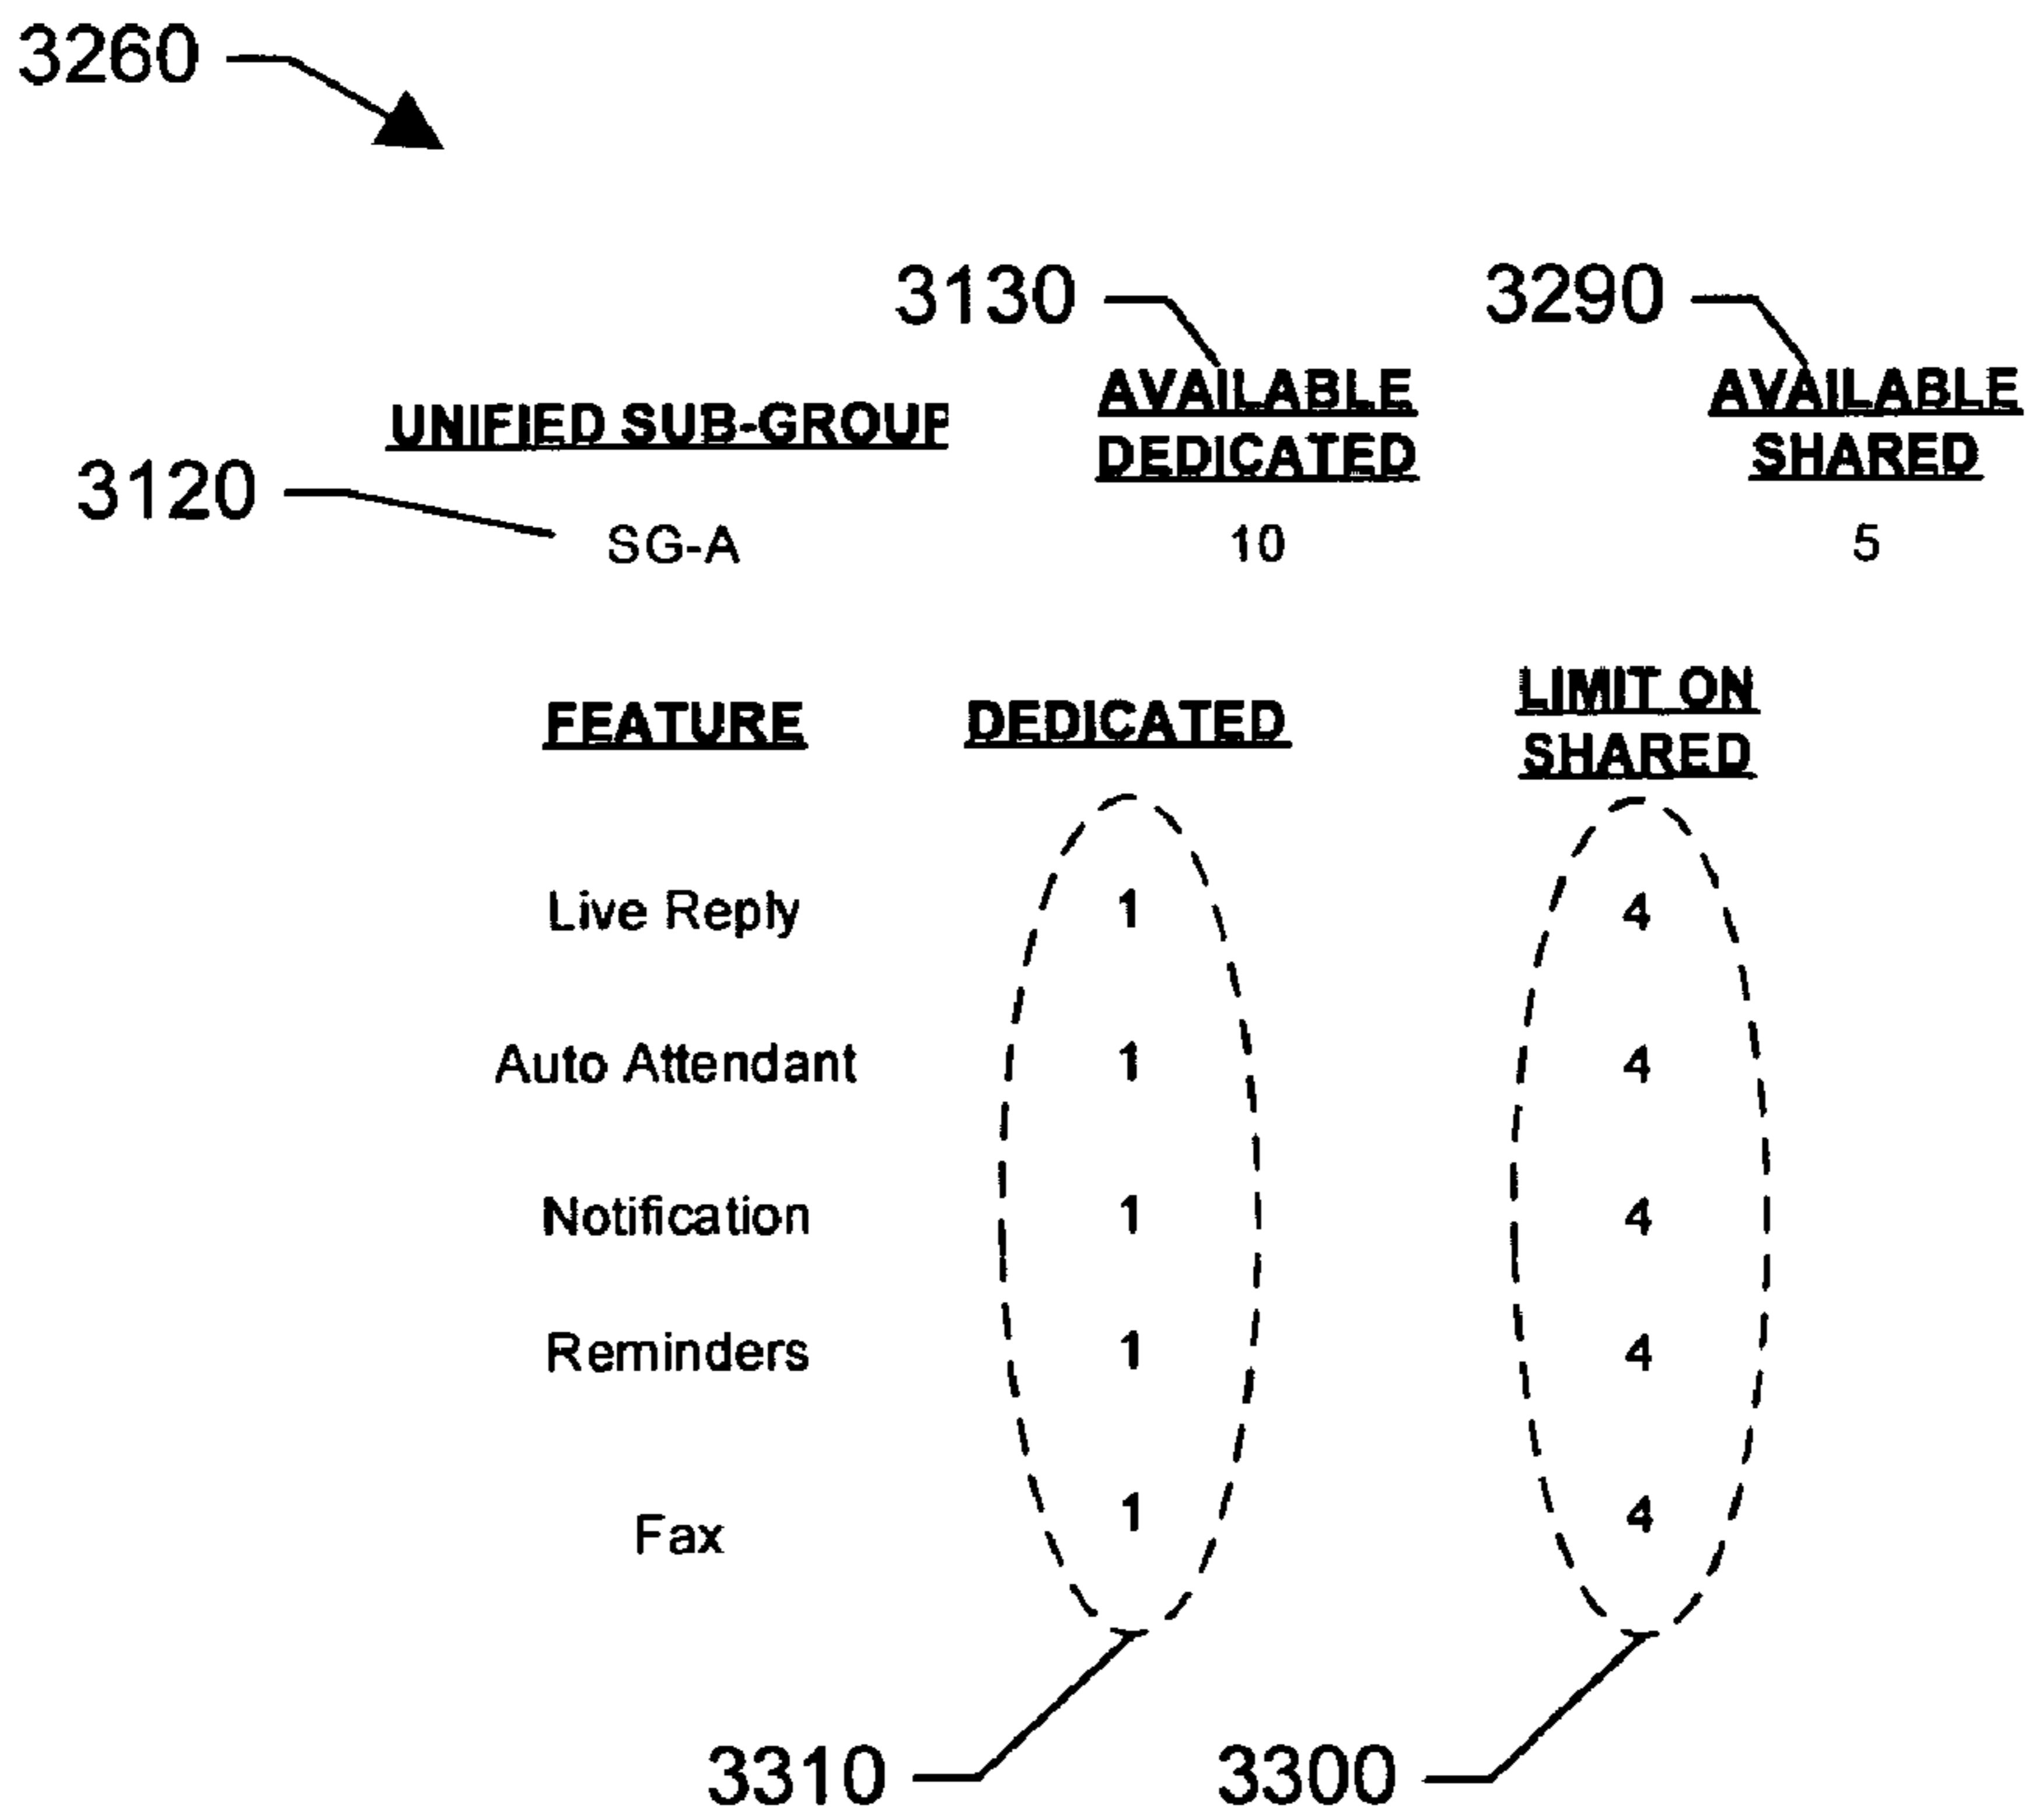 3260
3130 3290
UNIFIED SUB-GROUP AVAILABLE DEDICATED AVAILABLE SHARED
3120 SG-A 10 5
FEATURE DEDICATED LIMIT ON SHARED
Live Reply 1 4
Auto Attendant 1 4
Notification 1 4
Reminders 1 4
Fax 1 4
3310 3300